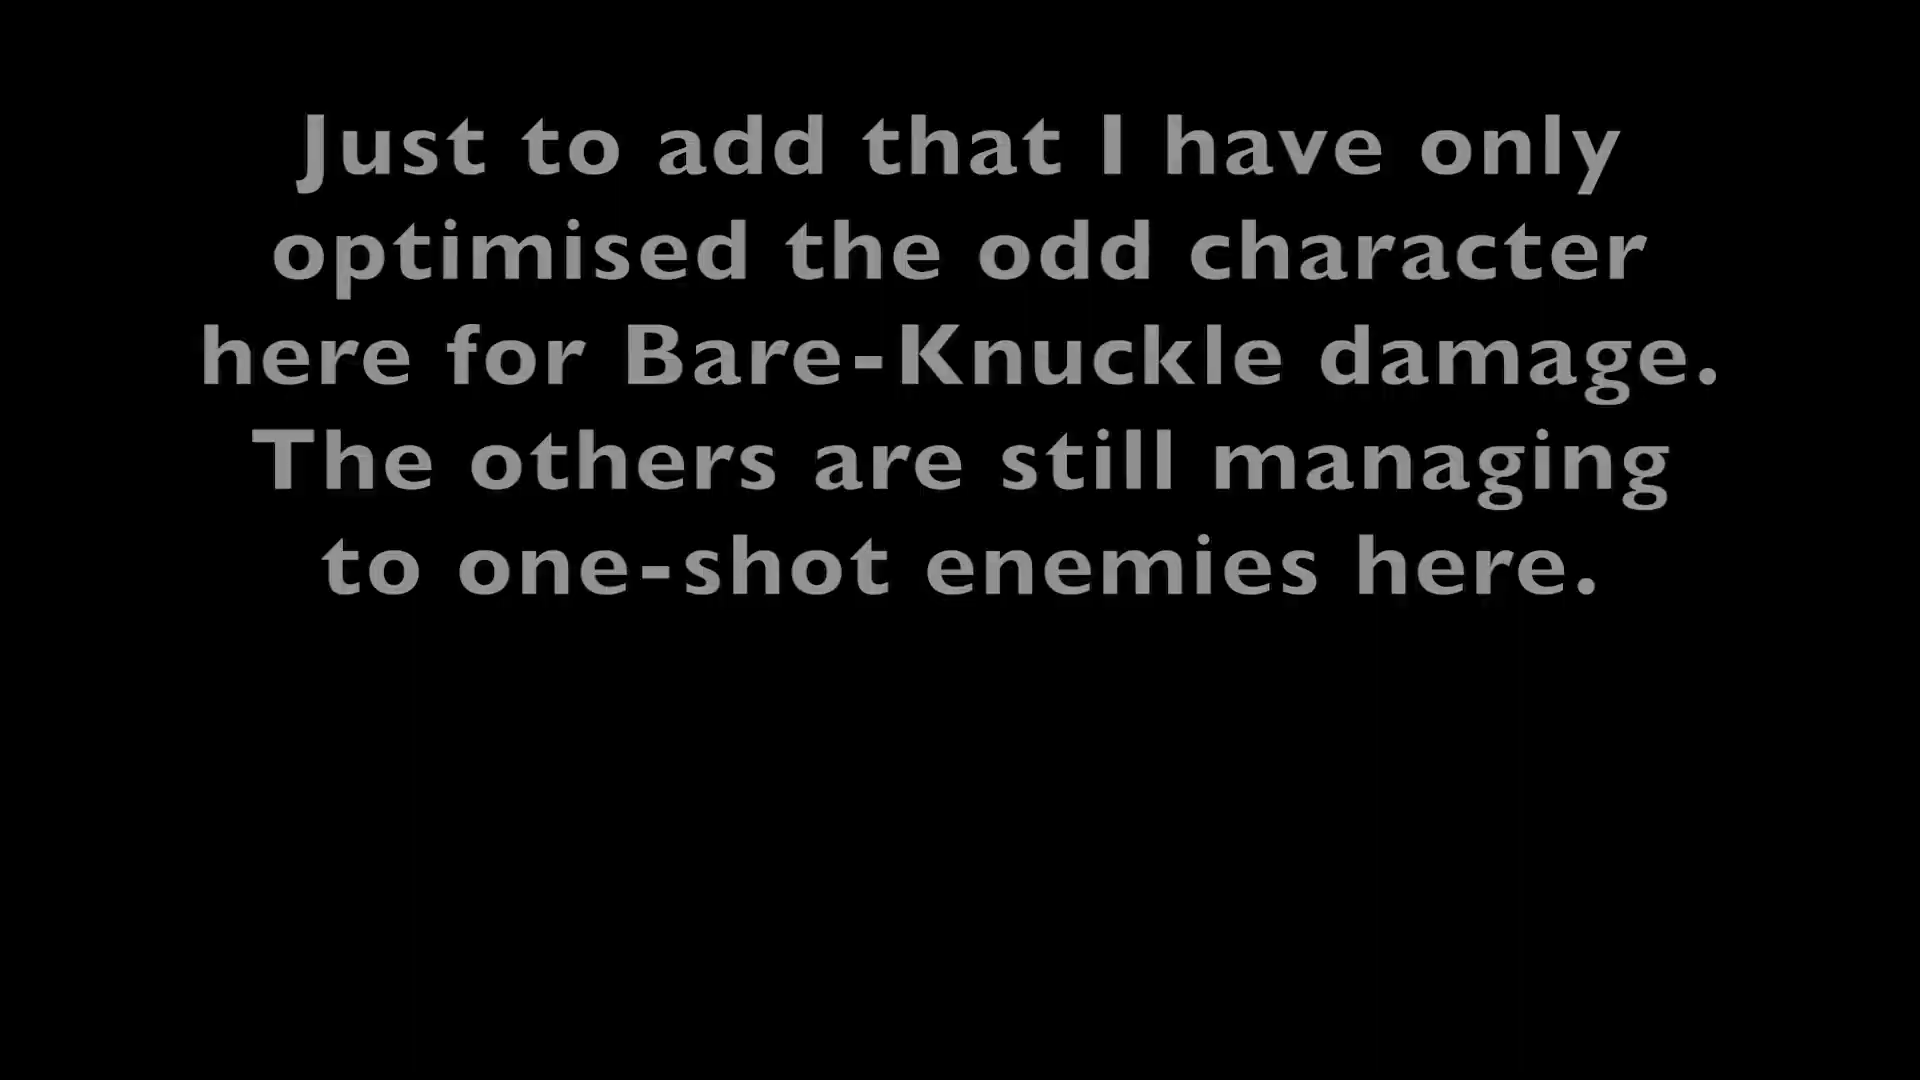 Just to add that I have only
optimised the odd character
here for Bare-Knuckle damage.
The others are still managing
to one-shot enemies here.